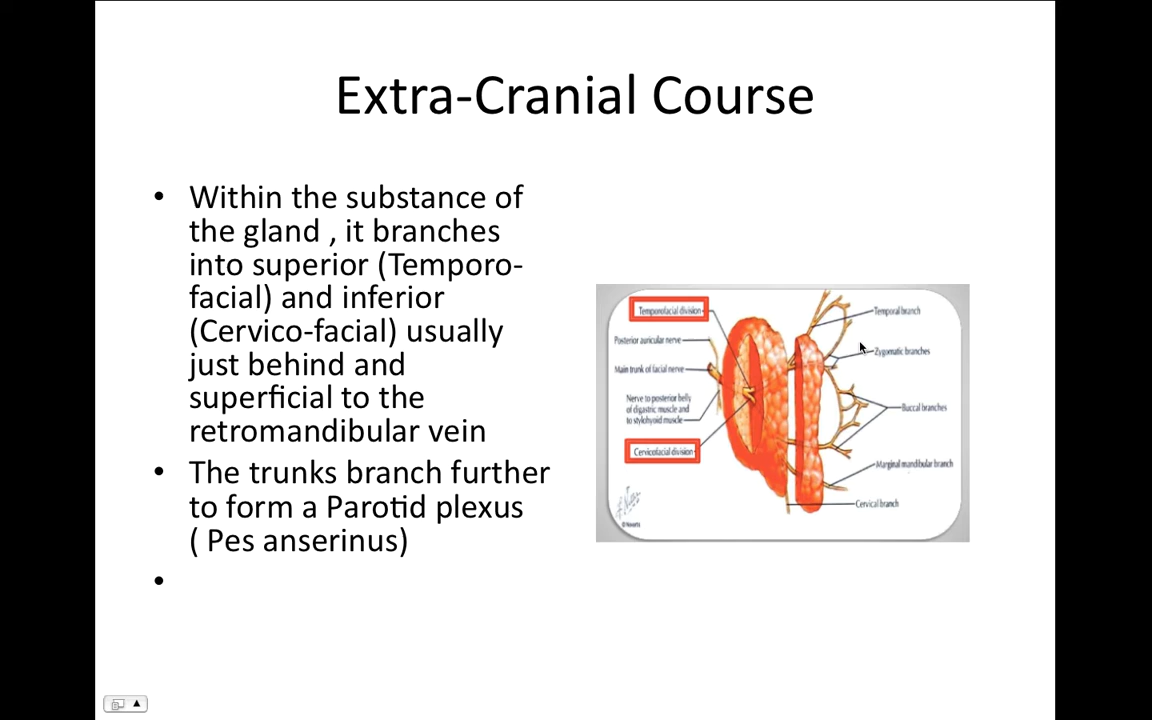 Extra-Cranial Course
• Within the substance of
the gland , it branches
into superior (Temporo-
facial) and inferior
(Cervico-facial) usually
just behind and
superficial to the
retromandibular vein
• The trunks branch further
to form a Parotid plexus
( Pes anserinus)
•
Temporofacial division
Posterior auricular nerve
Main trunk of facial nerve
Nerve to posterior belly
of digastric muscle and
to stylohyoid muscle
Cervicofacial division
Temporal branch
Zygomatic branches
Buccal branches
Marginal mandibular branch
Cervical branch